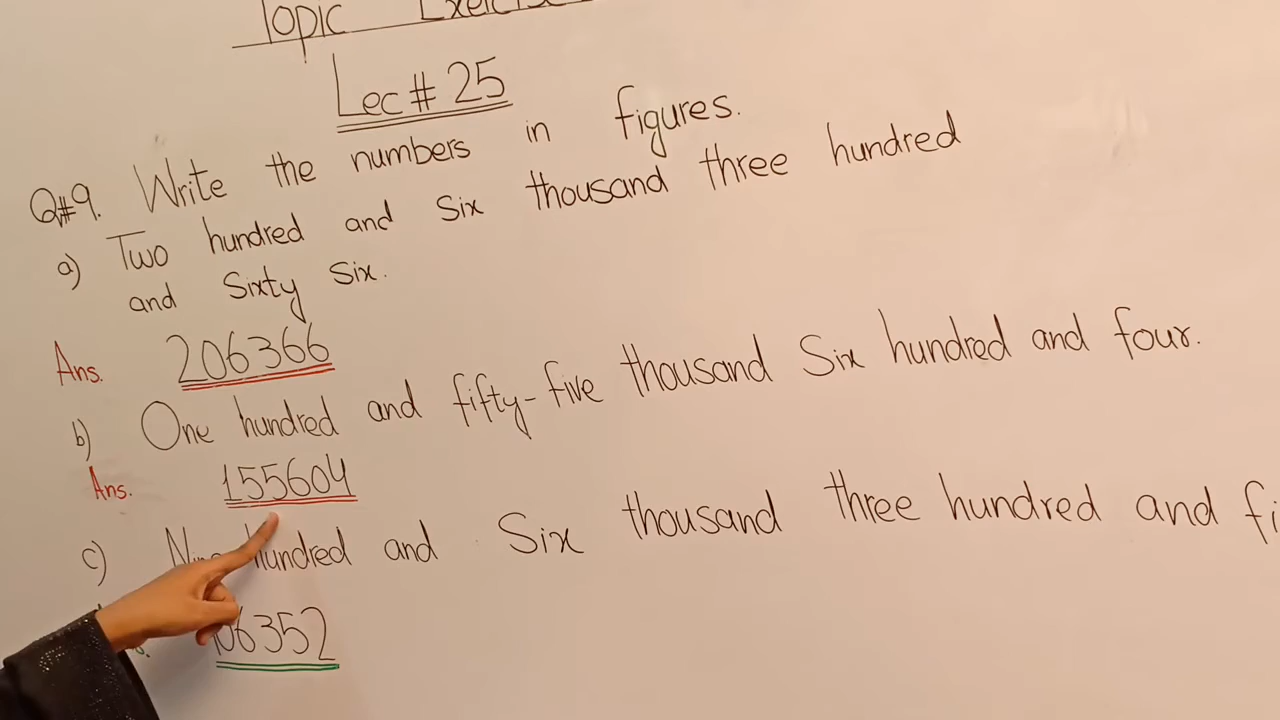 Topic Exercise
Lec # 25
Q#9. Write the numbers in figures.
a) Two hundred and six thousand three hundred
and sixty six.
Ans. 206366
b) One hundred and fifty-five thousand six hundred and four.
Ans. 155604
c) hundred and six thousand three hundred and fi
06352